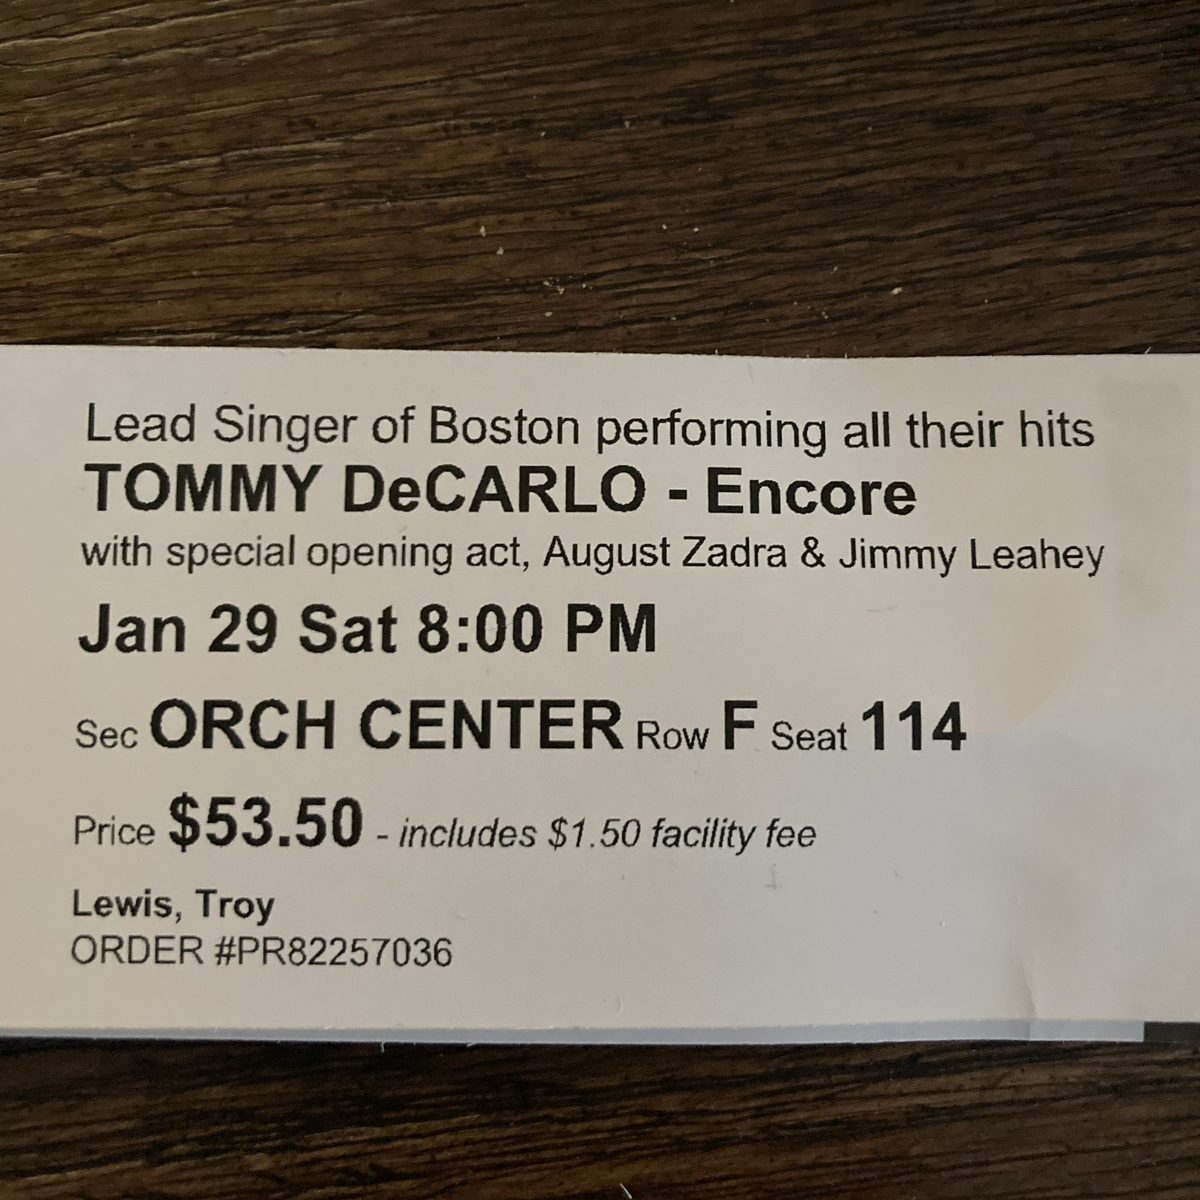 Lead Singer of Boston performing all their hits
TOMMY DeCARLO - Encore
with special opening act, August Zadra & Jimmy Leahey
Jan 29 Sat 8:00 PM
Sec ORCH CENTER Row F Seat 114
Price $53.50 - includes $1.50 facility fee
Lewis, Troy
ORDER #PR82257036